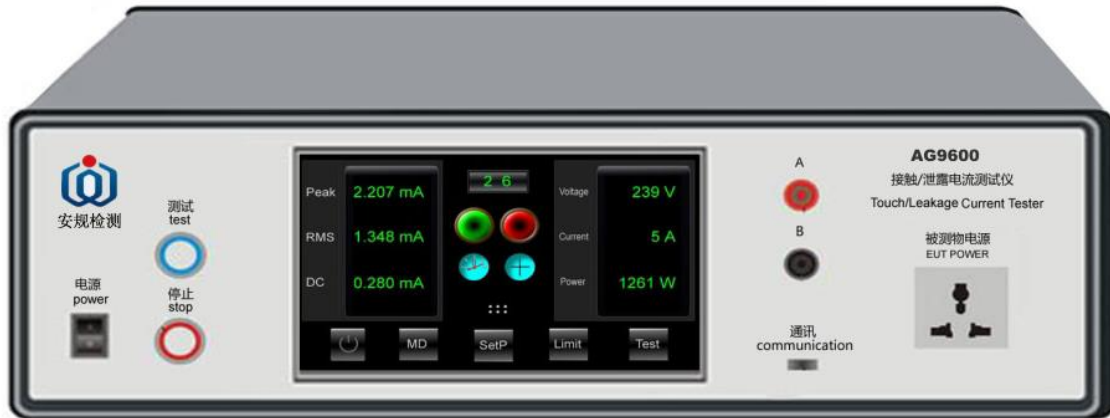 安规检测
测试
test
电源
power
停止
stop
Peak
2.207 mA
RMS
1.348 mA
DC
0.280 mA
2 6
Voltage
239 V
Current
5 A
Power
1261 W
MD
SetP
Limit
Test
A
B
通讯
communication
AG9600
接触/泄露电流测试仪
Touch/Leakage Current Tester
被测物电源
EUT POWER